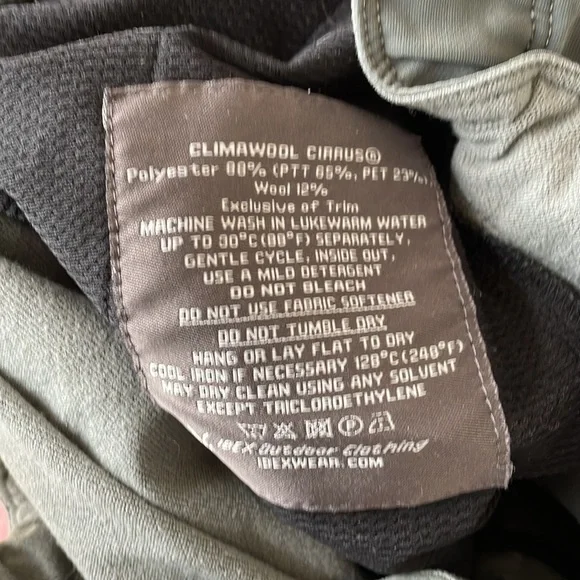 CLIMAWOOL CIRRUS®
Polyester 88% (PTT 65%, PET 23%)
Wool 12%
Exclusive of Trim
MACHINE WASH IN LUKEWARM WATER
UP TO 30°C (88°F) SEPARATELY,
GENTLE CYCLE, INSIDE OUT,
USE A MILD DETERGENT
DO NOT BLEACH
DO NOT USE FABRIC SOFTENER
DO NOT TUMBLE DRY
HANG OR LAY FLAT TO DRY
COOL IRON IF NECESSARY 120°C (248°F)
MAY DRY CLEAN USING ANY SOLVENT
EXCEPT TRICLOROETHYLENE
P
IBEX Outdoor Clothing
IBEXWEAR.COM